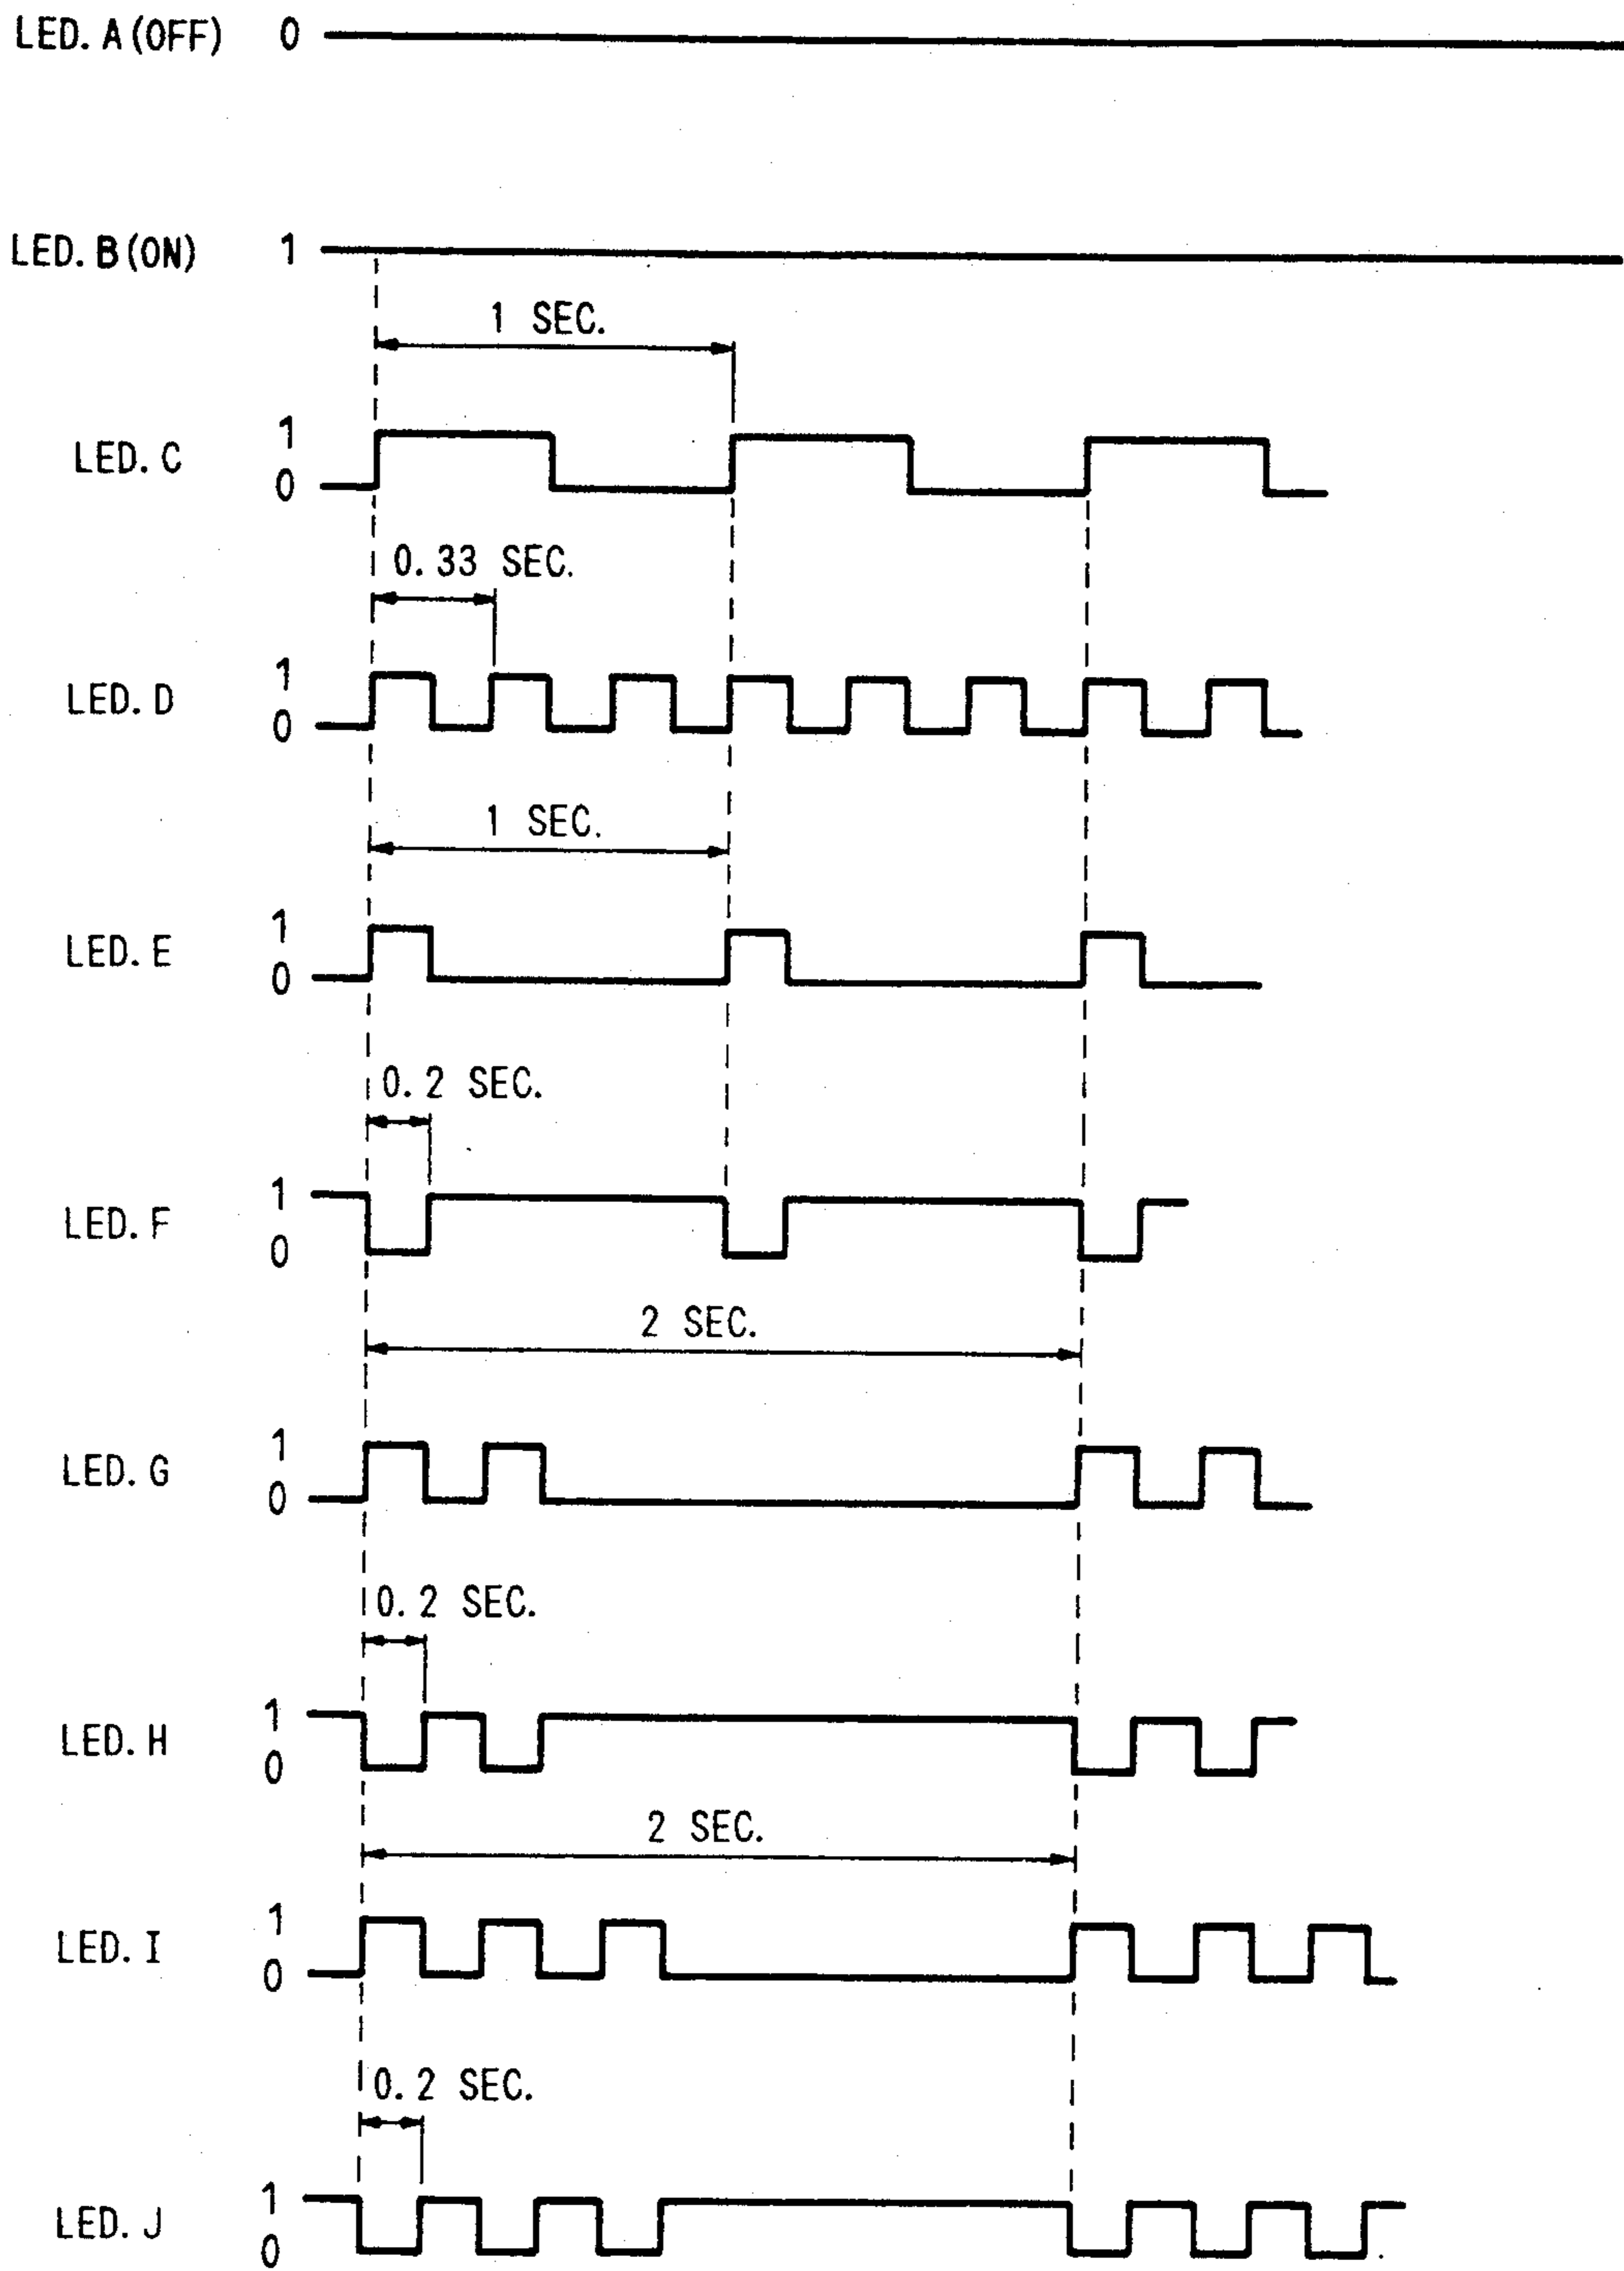 LED. A (OFF) 0
LED. B (ON) 1
1 SEC.
1
LED. C
0
0.33 SEC.
1
LED. D
0
1 SEC.
1
LED. E
0
0.2 SEC.
1
LED. F
0
2 SEC.
1
LED. G
0
0.2 SEC.
1
LED. H
0
2 SEC.
1
LED. I
0
0.2 SEC.
1
LED. J
0